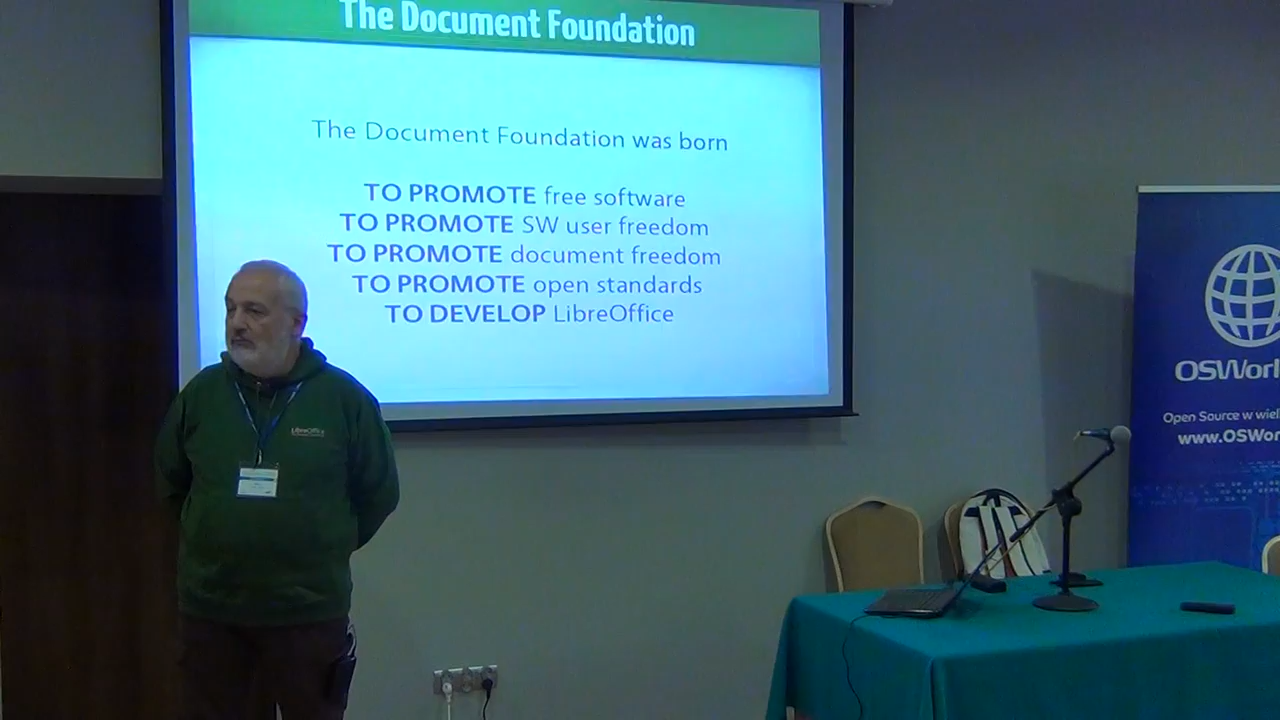 The Document Foundation
The Document Foundation was born
TO PROMOTE free software
TO PROMOTE SW user freedom
TO PROMOTE document freedom
TO PROMOTE open standards
TO DEVELOP LibreOffice
LibreOffice
OSWorl
Open Source w wiel
www.OSWor